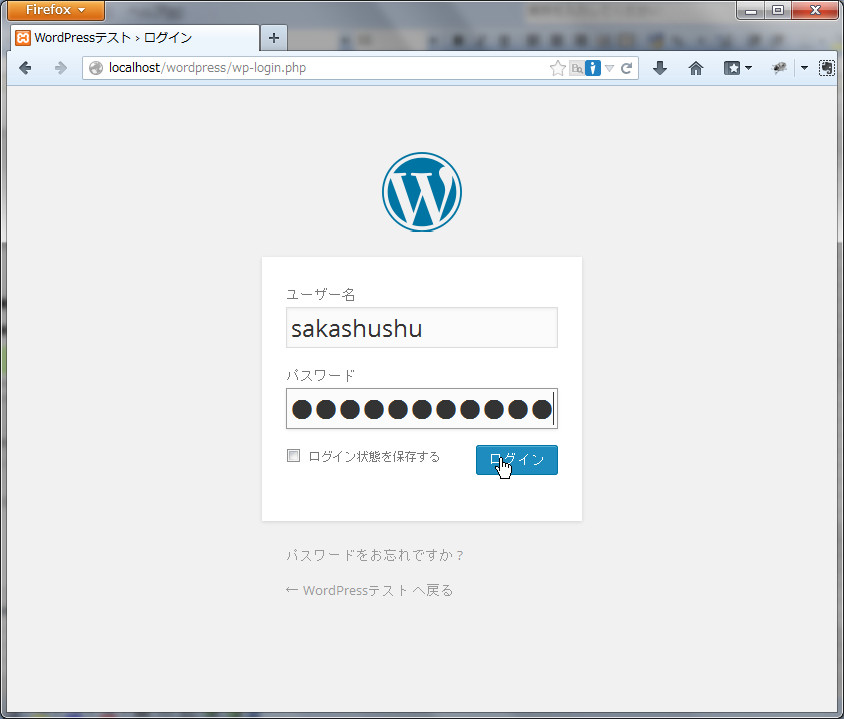 Firefox
WordPressテスト › ログイン
localhost/wordpress/wp-login.php
ユーザー名
sakashushu
パスワード
ログイン状態を保存する
ログイン
パスワードをお忘れですか ?
← WordPressテスト へ戻る